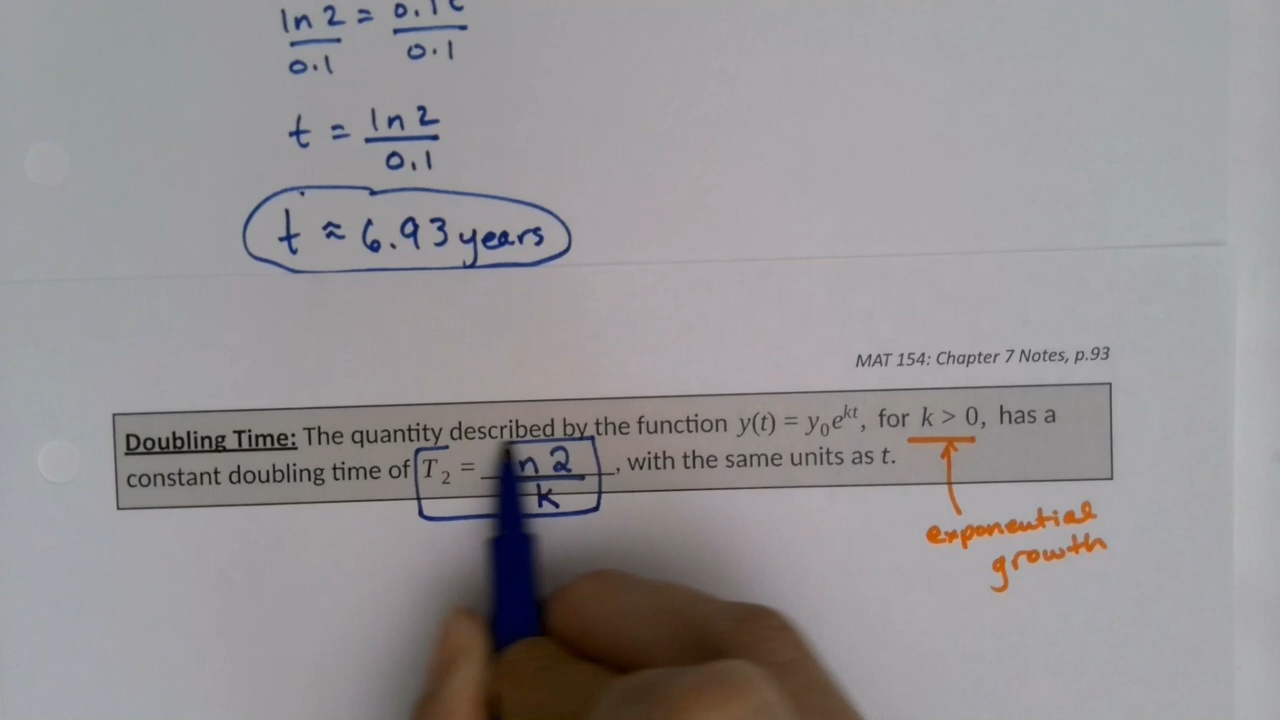 ln 2 = 0.1t
0.1 0.1
t = ln 2
0.1
t ≈ 6.93 years
MAT 154: Chapter 7 Notes, p.93
Doubling Time: The quantity described by the function y(t) = y₀eᵏᵗ, for k > 0, has a
constant doubling time of T₂ = ln 2 / k, with the same units as t.
exponential
growth